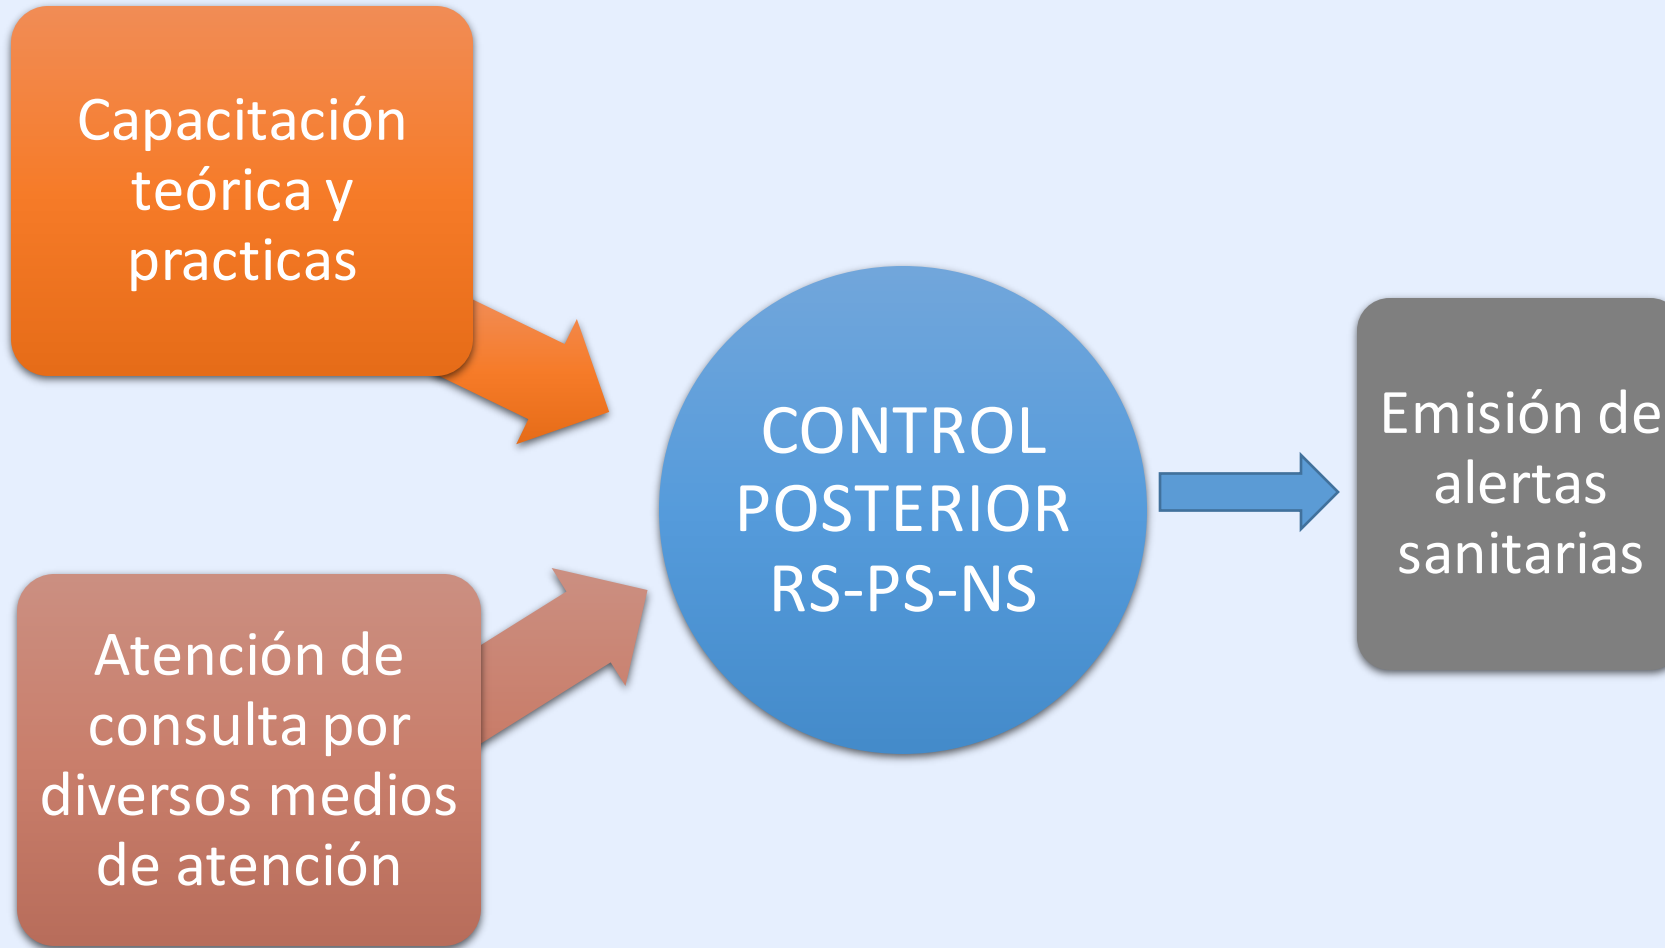 Capacitación
teórica y
practicas
Atención de
consulta por
diversos medios
de atención
CONTROL
POSTERIOR
RS-PS-NS
Emisión de
alertas
sanitarias